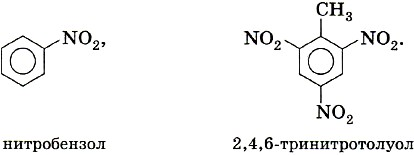 CH₃
NO₂,
NO₂
NO₂.
NO₂
нитробензол
2,4,6-тринитротолуол